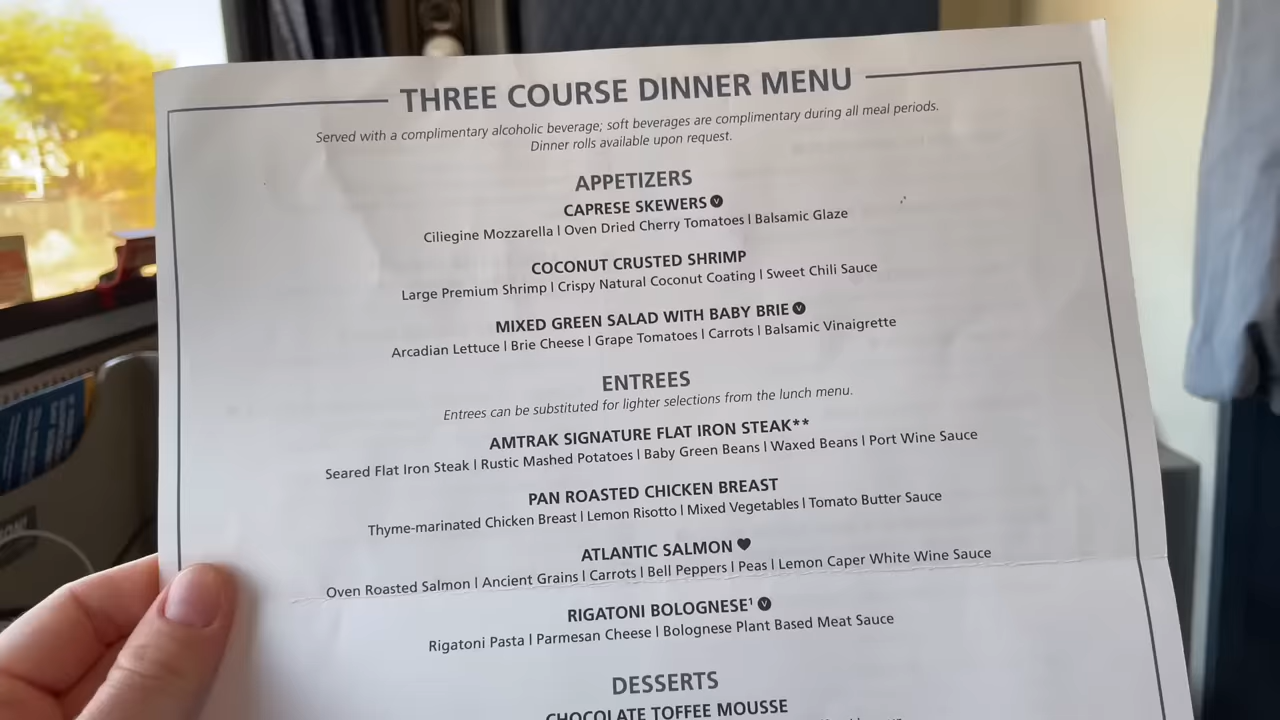 THREE COURSE DINNER MENU
Served with a complimentary alcoholic beverage; soft beverages are complimentary during all meal periods.
Dinner rolls available upon request.
APPETIZERS
CAPRESE SKEWERS V
Ciliegine Mozzarella | Oven Dried Cherry Tomatoes | Balsamic Glaze
COCONUT CRUSTED SHRIMP
Large Premium Shrimp | Crispy Natural Coconut Coating | Sweet Chili Sauce
MIXED GREEN SALAD WITH BABY BRIE V
Arcadian Lettuce | Brie Cheese | Grape Tomatoes | Carrots | Balsamic Vinaigrette
ENTREES
Entrees can be substituted for lighter selections from the lunch menu.
AMTRAK SIGNATURE FLAT IRON STEAK**
Seared Flat Iron Steak | Rustic Mashed Potatoes | Baby Green Beans | Waxed Beans | Port Wine Sauce
PAN ROASTED CHICKEN BREAST
Thyme-marinated Chicken Breast | Lemon Risotto | Mixed Vegetables | Tomato Butter Sauce
ATLANTIC SALMON ♥
Oven Roasted Salmon | Ancient Grains | Carrots | Bell Peppers | Peas | Lemon Caper White Wine Sauce
RIGATONI BOLOGNESE¹ V
Rigatoni Pasta | Parmesan Cheese | Bolognese Plant Based Meat Sauce
DESSERTS
CHOCOLATE TOFFEE MOUSSE